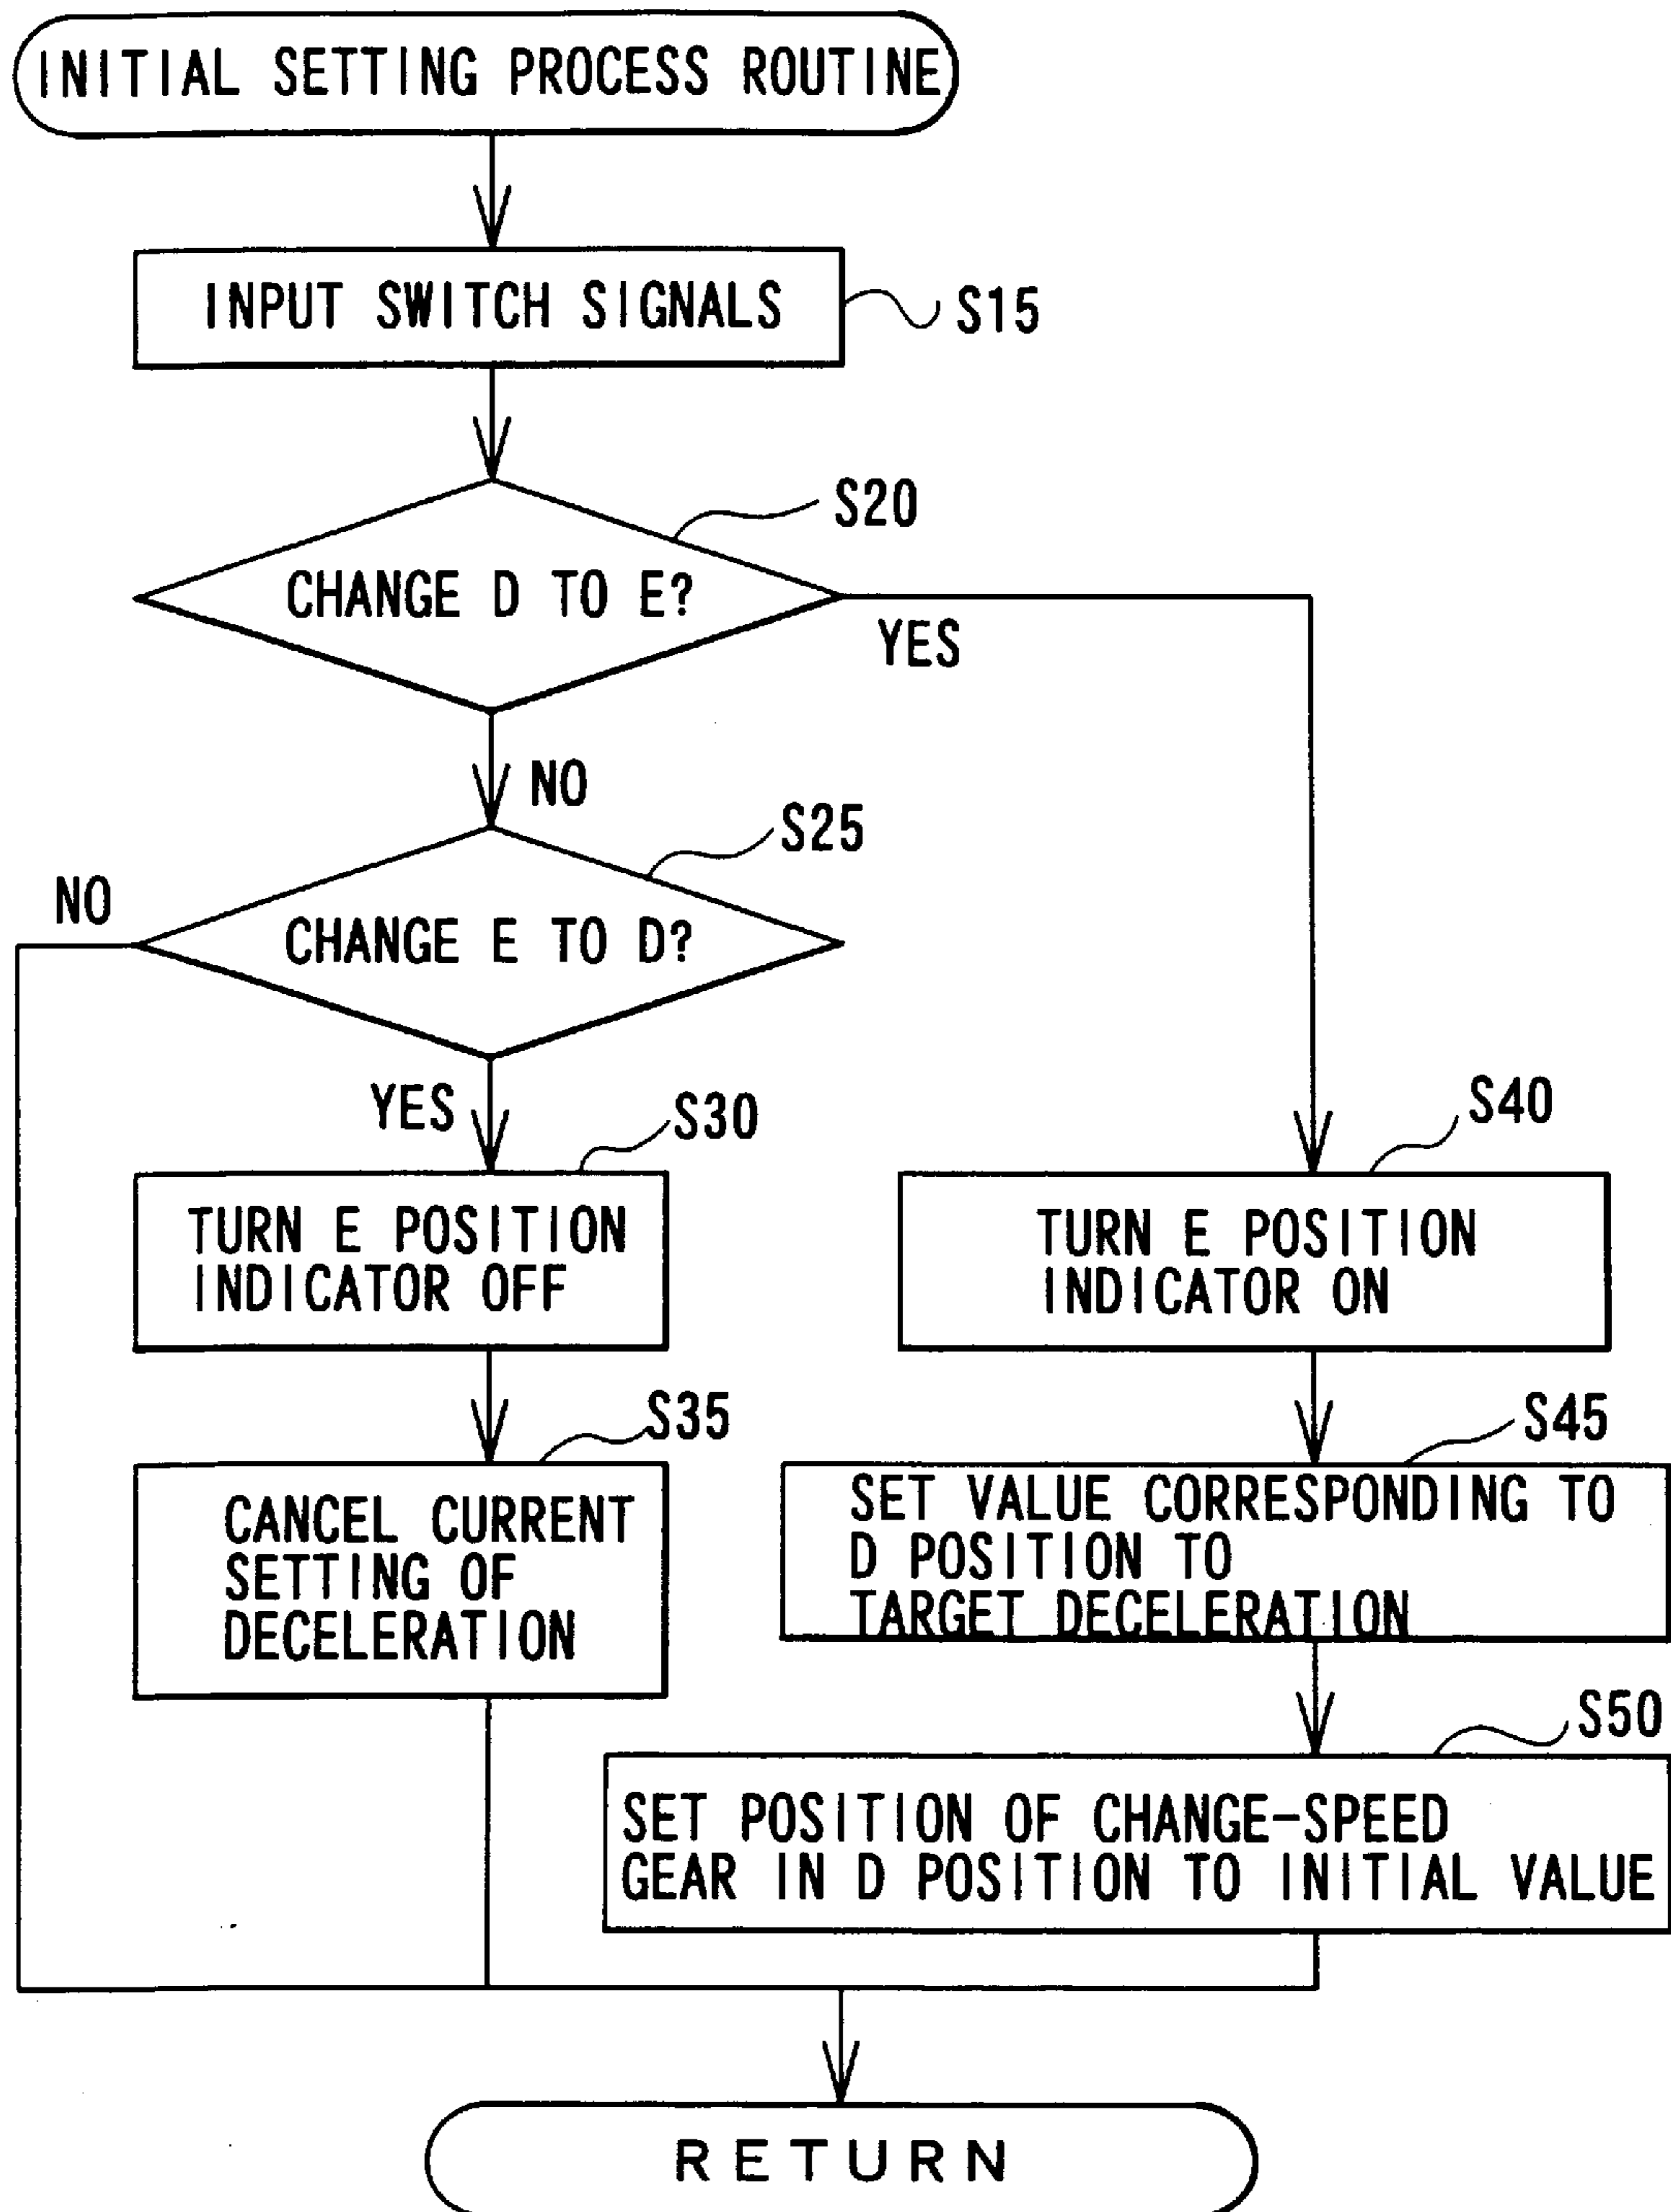 INITIAL SETTING PROCESS ROUTINE
INPUT SWITCH SIGNALS
S15
S20
CHANGE D TO E?
YES
NO
S25
NO
CHANGE E TO D?
YES
S30
TURN E POSITION
INDICATOR OFF
S35
CANCEL CURRENT
SETTING OF
DECELERATION
S40
TURN E POSITION
INDICATOR ON
S45
SET VALUE CORRESPONDING TO
D POSITION TO
TARGET DECELERATION
S50
SET POSITION OF CHANGE-SPEED
GEAR IN D POSITION TO INITIAL VALUE
RETURN